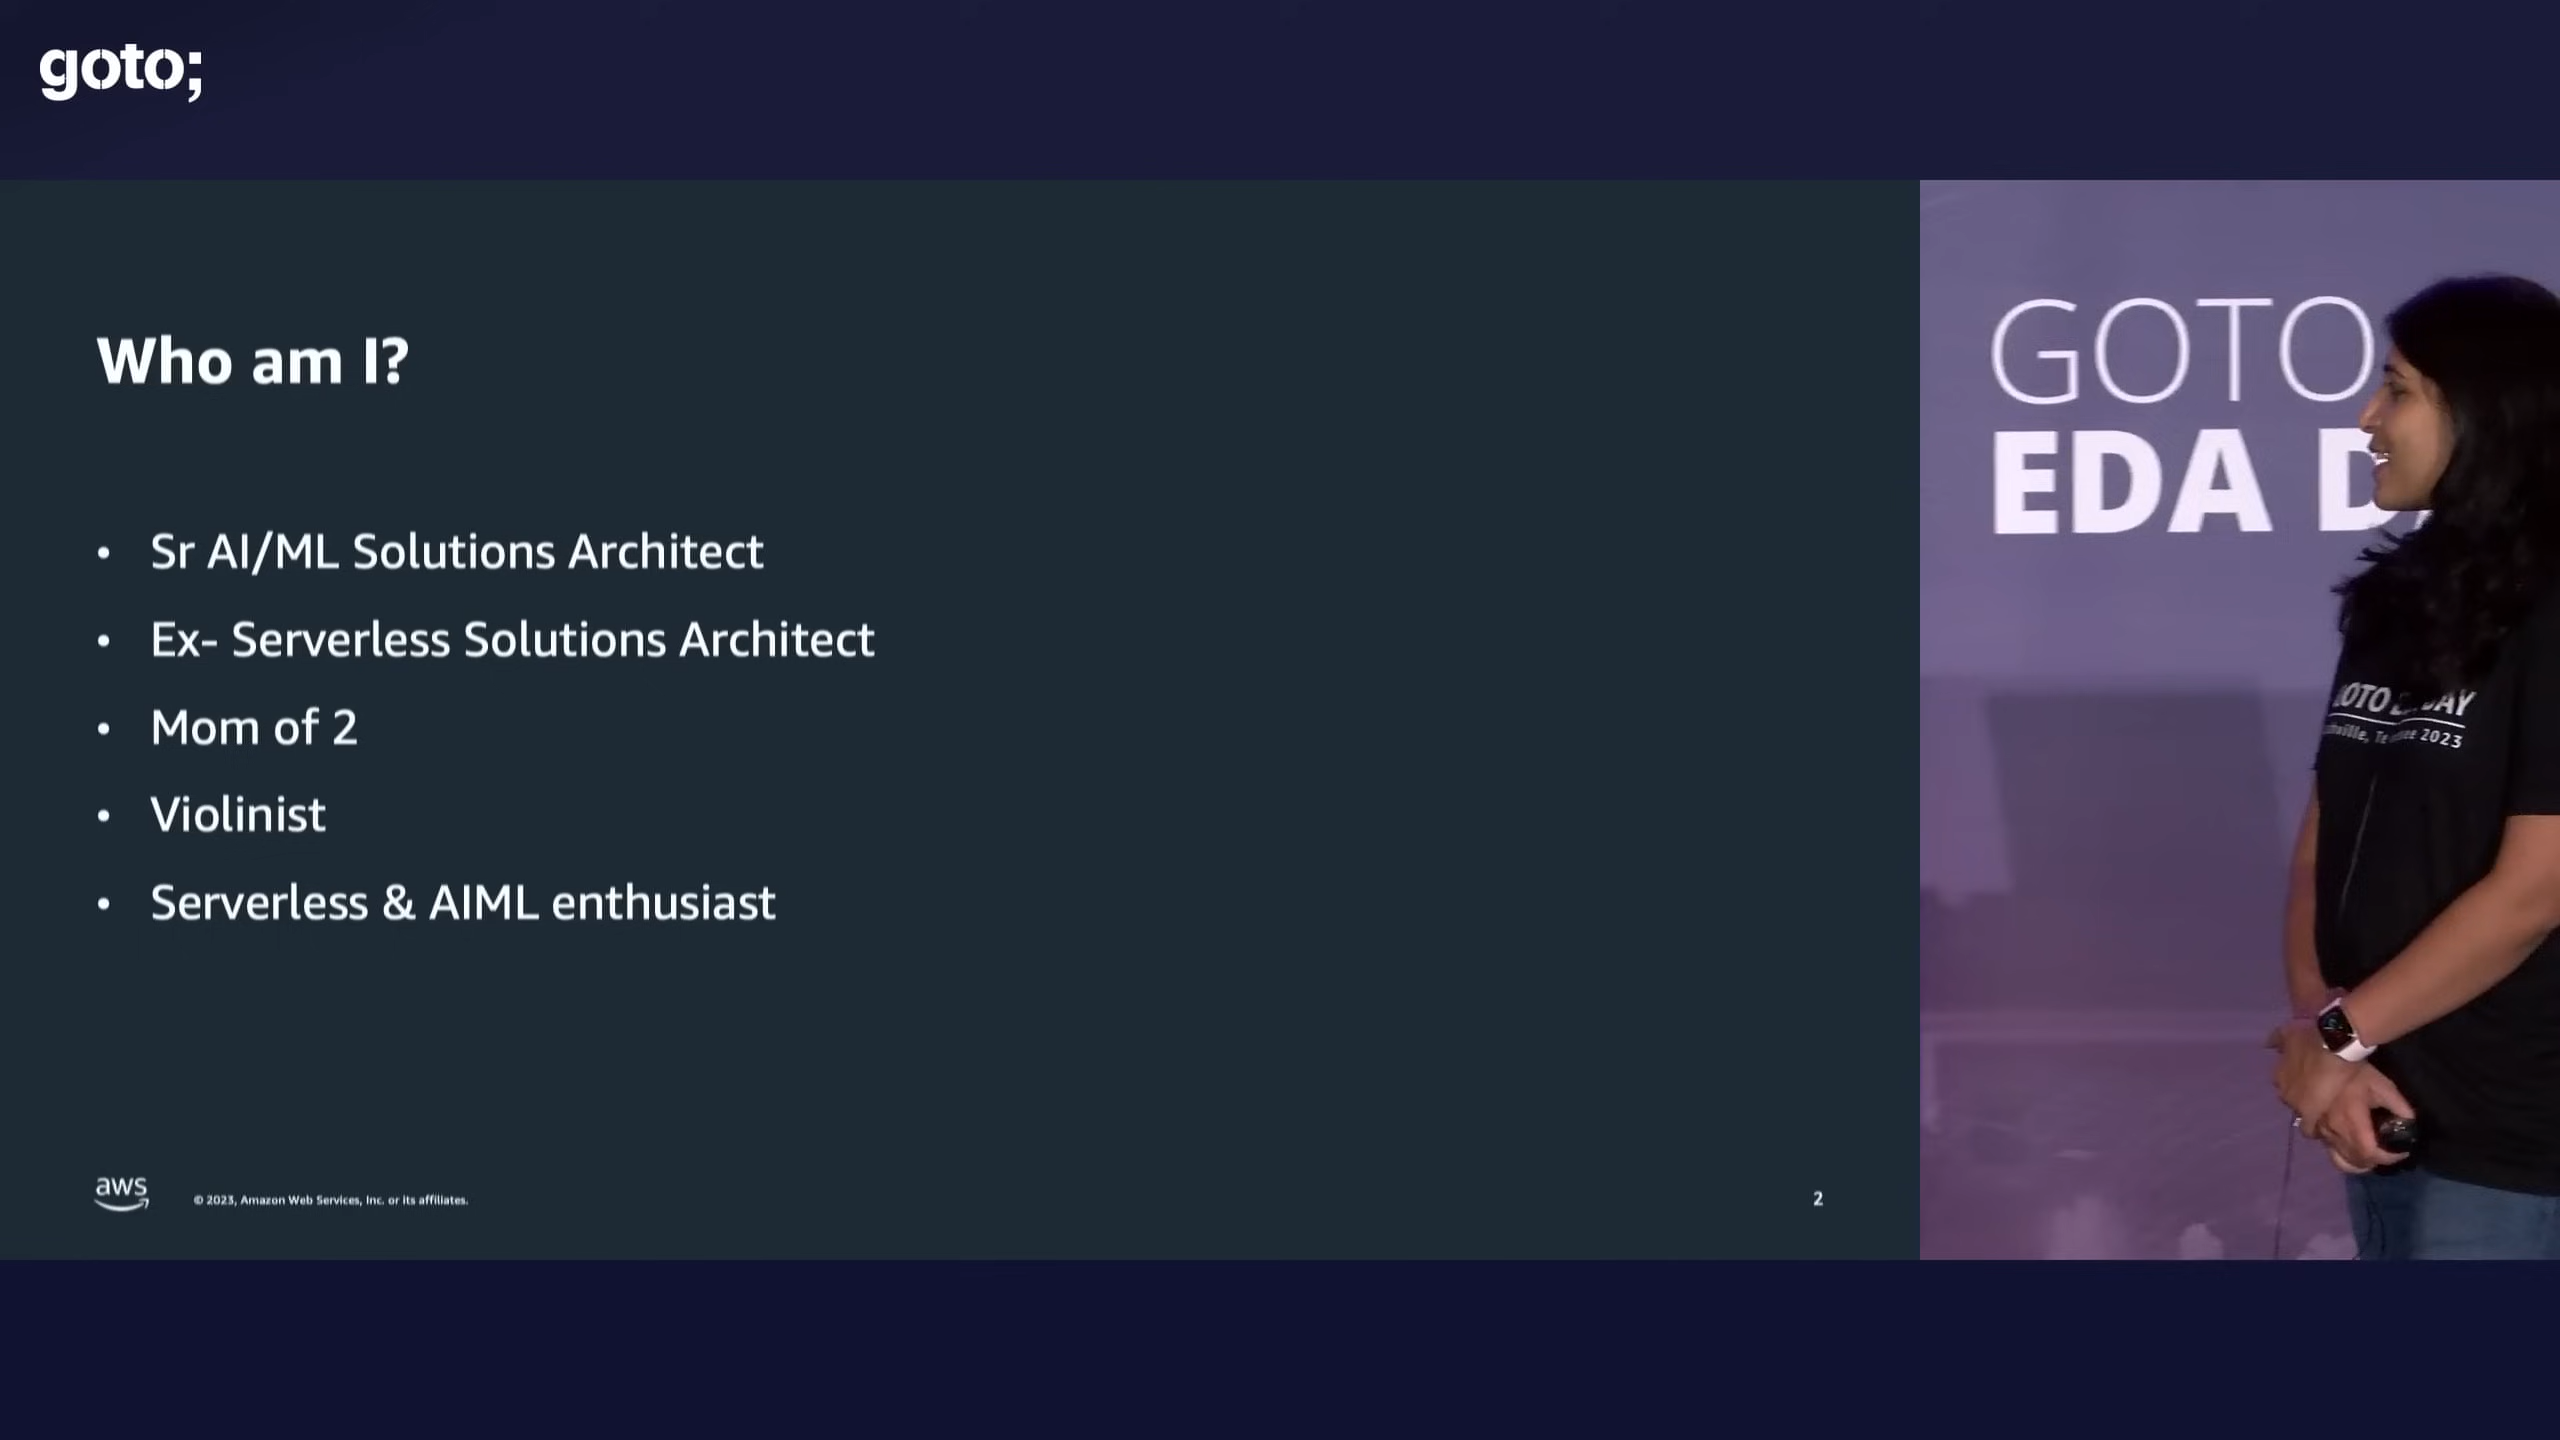 goto;
Who am I?
• Sr AI/ML Solutions Architect
• Ex- Serverless Solutions Architect
• Mom of 2
• Violinist
• Serverless & AIML enthusiast
aws
© 2023, Amazon Web Services, Inc. or its affiliates.
2
GOTO
EDA
2023